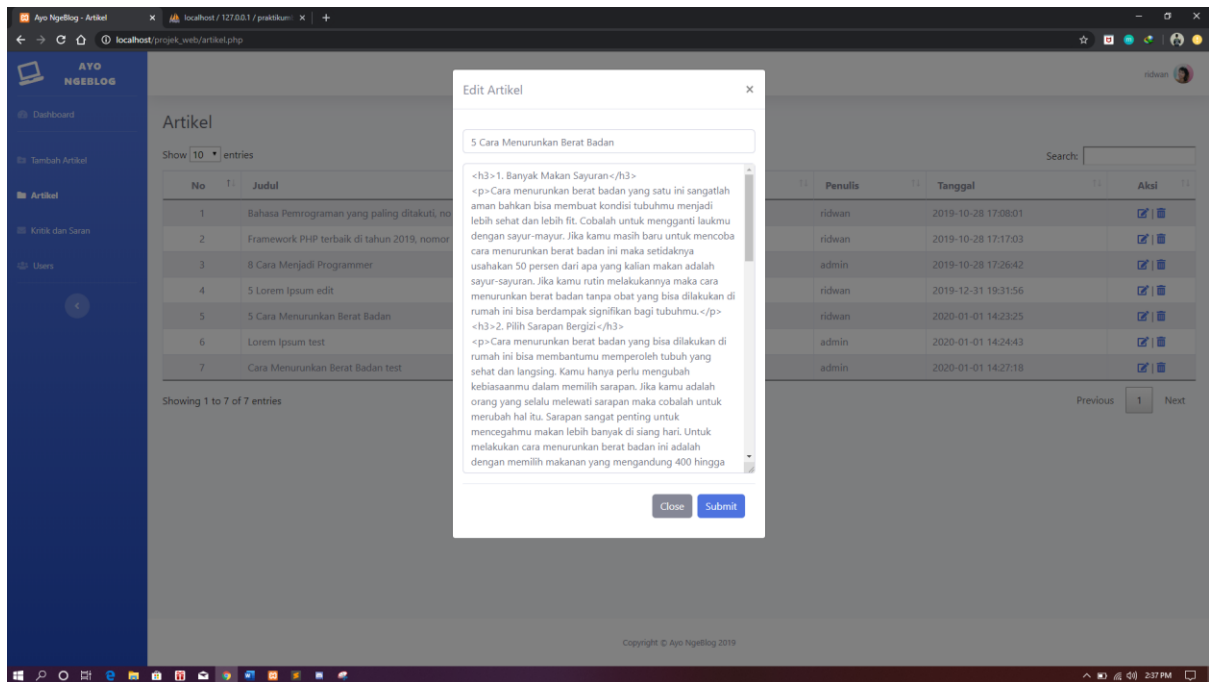 Ayo NgeBlog - Artikel
localhost / 127.0.0.1 / praktikum
localhost/projek_web/artikel.php
AYO
NGEBLOG
ridwan
Dashboard
Tambah Artikel
Artikel
Kritik dan Saran
Users
Artikel
Show 10 entries
Search:
No Judul Penulis Tanggal Aksi
1 Bahasa Pemrograman yang paling ditakuti, no ridwan 2019-10-28 17:08:01
2 Framework PHP terbaik di tahun 2019, nomor ridwan 2019-10-28 17:17:03
3 8 Cara Menjadi Programmer admin 2019-10-28 17:26:42
4 5 Lorem Ipsum edit ridwan 2019-12-31 19:31:56
5 5 Cara Menurunkan Berat Badan ridwan 2020-01-01 14:23:25
6 Lorem Ipsum test admin 2020-01-01 14:24:43
7 Cara Menurunkan Berat Badan test admin 2020-01-01 14:27:18
Showing 1 to 7 of 7 entries
Previous 1 Next
Edit Artikel
×
5 Cara Menurunkan Berat Badan
<h3>1. Banyak Makan Sayuran</h3>
<p>Cara menurunkan berat badan yang satu ini sangatlah
aman bahkan bisa membuat kondisi tubuhmu menjadi
lebih sehat dan lebih fit. Cobalah untuk mengganti laukmu
dengan sayur-mayur. Jika kamu masih baru untuk mencoba
cara menurunkan berat badan ini maka setidaknya
usahakan 50 persen dari apa yang kalian makan adalah
sayur-sayuran. Jika kamu rutin melakukannya maka cara
menurunkan berat badan tanpa obat yang bisa dilakukan di
rumah ini bisa berdampak signifikan bagi tubuhmu.</p>
<h3>2. Pilih Sarapan Bergizi</h3>
<p>Cara menurunkan berat badan yang bisa dilakukan di
rumah ini bisa membantumu memperoleh tubuh yang
sehat dan langsing. Kamu hanya perlu mengubah
kebiasaanmu dalam memilih sarapan. Jika kamu adalah
orang yang selalu melewati sarapan maka cobalah untuk
merubah hal itu. Sarapan sangat penting untuk
mencegahmu makan lebih banyak di siang hari. Untuk
melakukan cara menurunkan berat badan ini adalah
dengan memilih makanan yang mengandung 400 hingga
Close Submit
Copyright © Ayo NgeBlog 2019
2:37 PM